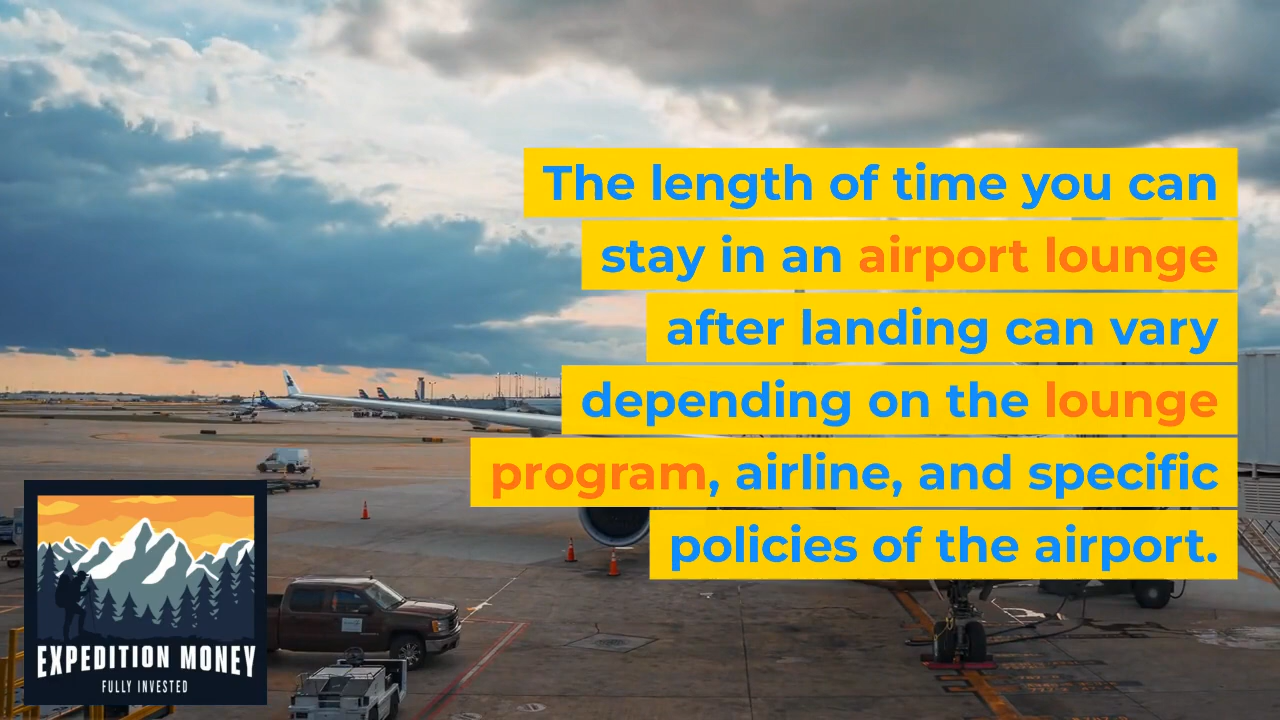 The length of time you can
stay in an airport lounge
after landing can vary
depending on the lounge
program, airline, and specific
policies of the airport.
EXPEDITION MONEY
FULLY INVESTED